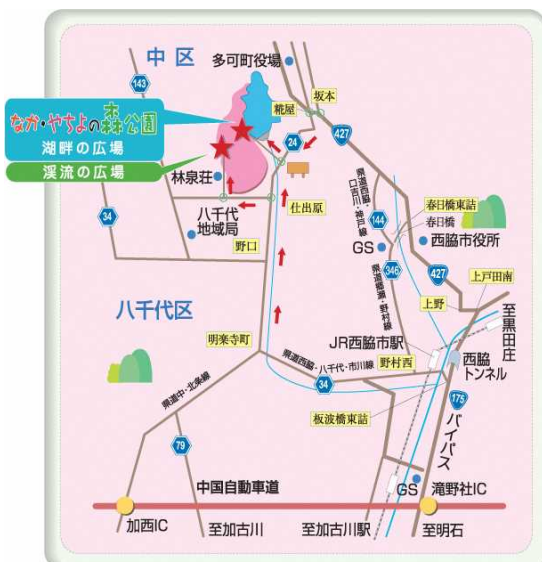 中区
多可町役場
143
坂本
糀屋
なか・やちよの森公園
湖畔の広場
渓流の広場
24
427
林泉荘
仕出原
34
八千代
地域局
野口
県道西脇・
口吉川・神戸線
144
春日橋東詰
春日橋
西脇市役所
GS
346
427
県道郷瀬・野村線
上野
上戸田南
至黒田庄
八千代区
明楽寺町
JR西脇市駅
野村西
西脇
トンネル
県道西脇・八千代・市川線
34
県道中・北条線
175
バイパス
板波橋東詰
79
中国自動車道
GS
滝野社IC
加西IC
至加古川
至加古川駅
至明石